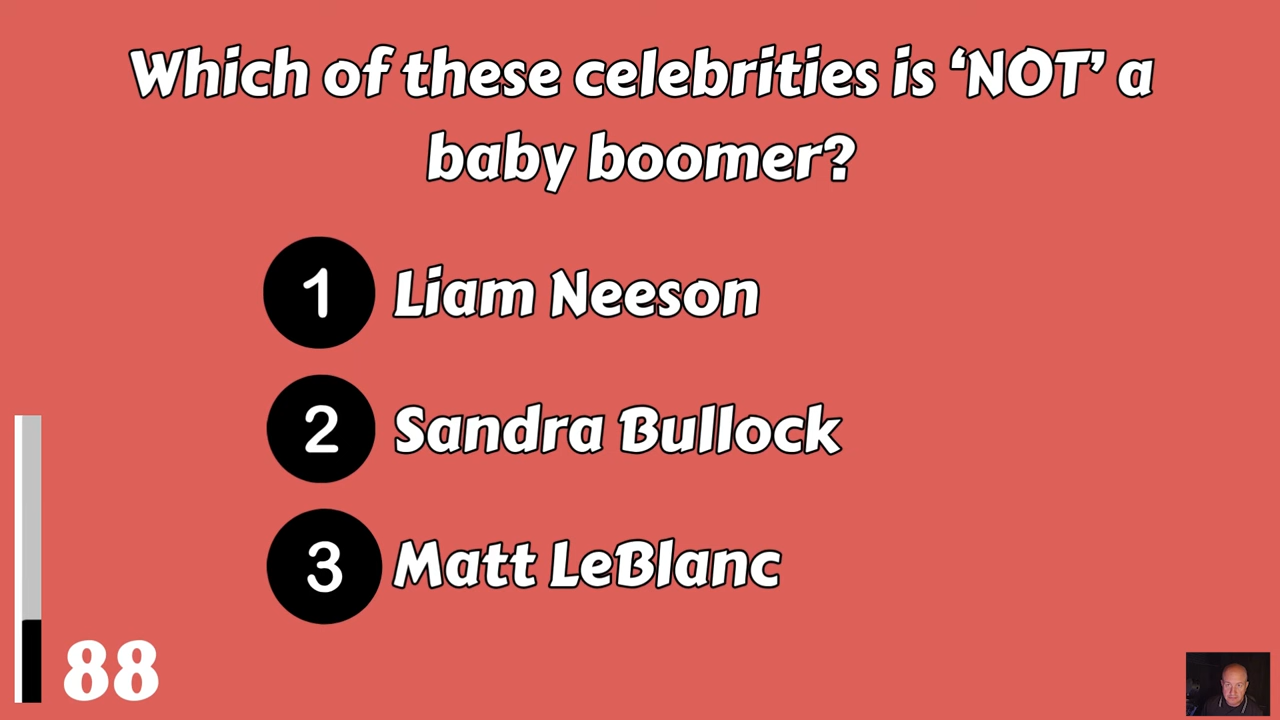 Which of these celebrities is ‘NOT’ a
baby boomer?
1 Liam Neeson
2 Sandra Bullock
3 Matt LeBlanc
88